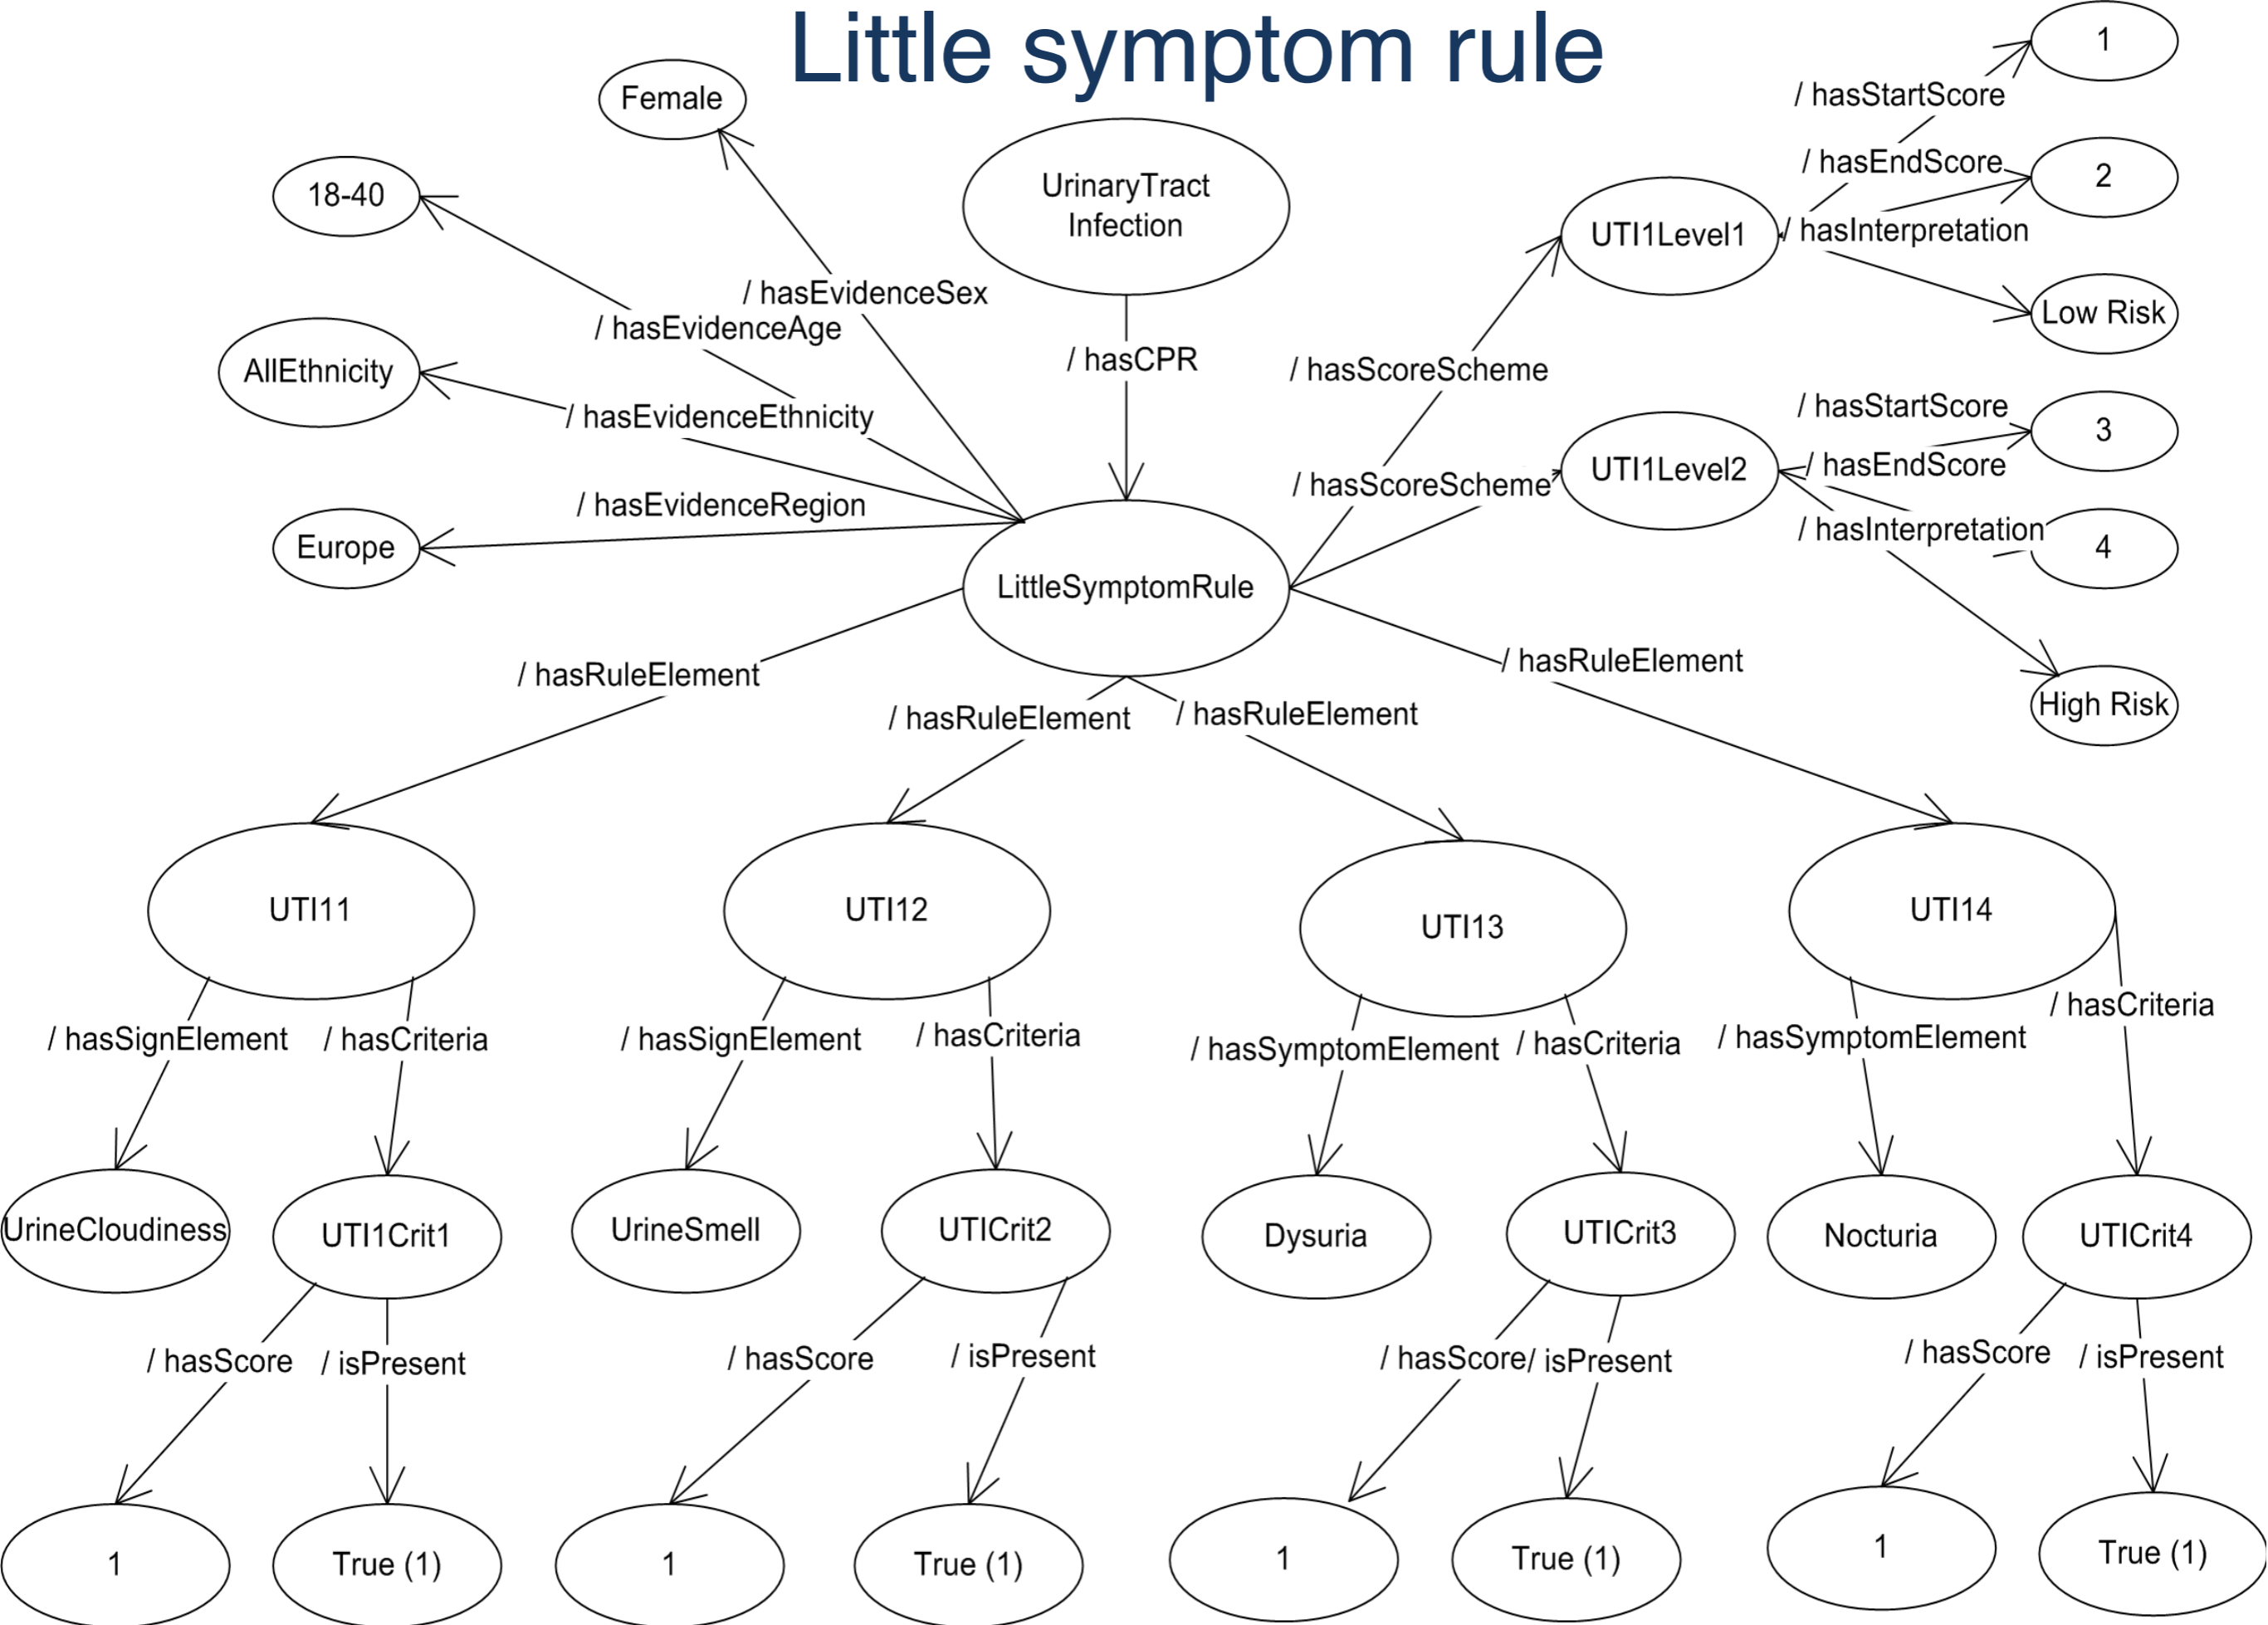 Little symptom rule
1
Female
/ hasStartScore
/ hasEndScore
2
18-40
UrinaryTract
Infection
UTI1Level1
/ hasInterpretation
/ hasEvidenceSex
Low Risk
/ hasEvidenceAge
AllEthnicity
/ hasCPR
/ hasScoreScheme
/ hasEvidenceEthnicity
/ hasStartScore
3
/ hasEvidenceRegion
/ hasScoreScheme
UTI1Level2
/ hasEndScore
Europe
/ hasInterpretation
4
LittleSymptomRule
/ hasRuleElement
/ hasRuleElement
/ hasRuleElement
/ hasRuleElement
High Risk
UTI11
UTI12
UTI13
UTI14
/ hasSignElement
/ hasCriteria
/ hasSignElement
/ hasCriteria
/ hasSymptomElement
/ hasCriteria
/ hasSymptomElement
/ hasCriteria
UrineCloudiness
UTI1Crit1
UrineSmell
UTICrit2
Dysuria
UTICrit3
Nocturia
UTICrit4
/ hasScore
/ isPresent
/ hasScore
/ isPresent
/ hasScore
/ isPresent
/ hasScore
/ isPresent
1
True (1)
1
True (1)
1
True (1)
1
True (1)